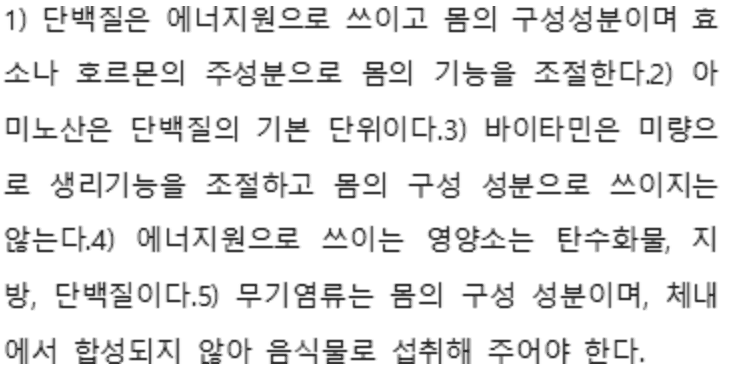 1) 단백질은 에너지원으로 쓰이고 몸의 구성성분이며 효
소나 호르몬의 주성분으로 몸의 기능을 조절한다.2) 아
미노산은 단백질의 기본 단위이다.3) 바이타민은 미량으
로 생리기능을 조절하고 몸의 구성 성분으로 쓰이지는
않는다.4) 에너지원으로 쓰이는 영양소는 탄수화물, 지
방, 단백질이다.5) 무기염류는 몸의 구성 성분이며, 체내
에서 합성되지 않아 음식물로 섭취해 주어야 한다.